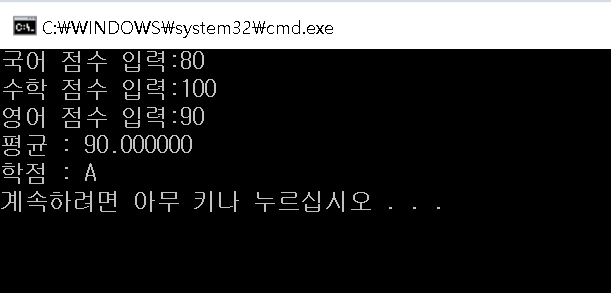 C:₩WINDOWS₩system32₩cmd.exe
국어 점수 입력:80
수학 점수 입력:100
영어 점수 입력:90
평균 : 90.000000
학점 : A
계속하려면 아무 키나 누르십시오 . . .